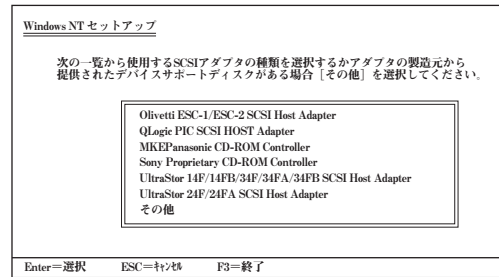 Windows NT セットアップ
次の一覧から使用するSCSIアダプタの種類を選択するかアダプタの製造元から
提供されたデバイスサポートディスクがある場合［その他］を選択してください。
Olivetti ESC-1/ESC-2 SCSI Host Adapter
QLogic PIC SCSI HOST Adapter
MKEPanasonic CD-ROM Controller
Sony Proprietary CD-ROM Controller
UltraStor 14F/14FB/34F/34FA/34FB SCSI Host Adapter
UltraStor 24F/24FA SCSI Host Adapter
その他
Enter＝選択 ESC＝ｷｬﾝｾﾙ F3＝終了